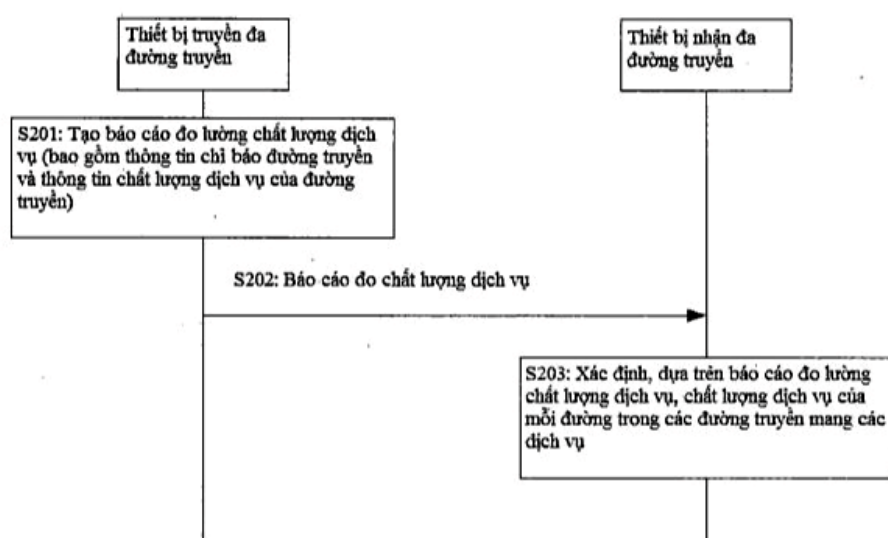 Thiết bị truyền đa
đường truyền
Thiết bị nhận đa
đường truyền
S201: Tạo báo cáo đo lường chất lượng dịch
vụ (bao gồm thông tin chỉ báo đường truyền
và thông tin chất lượng dịch vụ của đường
truyền)
S202: Báo cáo đo chất lượng dịch vụ
S203: Xác định, dựa trên báo cáo đo lường
chất lượng dịch vụ, chất lượng dịch vụ của
mỗi đường trong các đường truyền mang các
dịch vụ